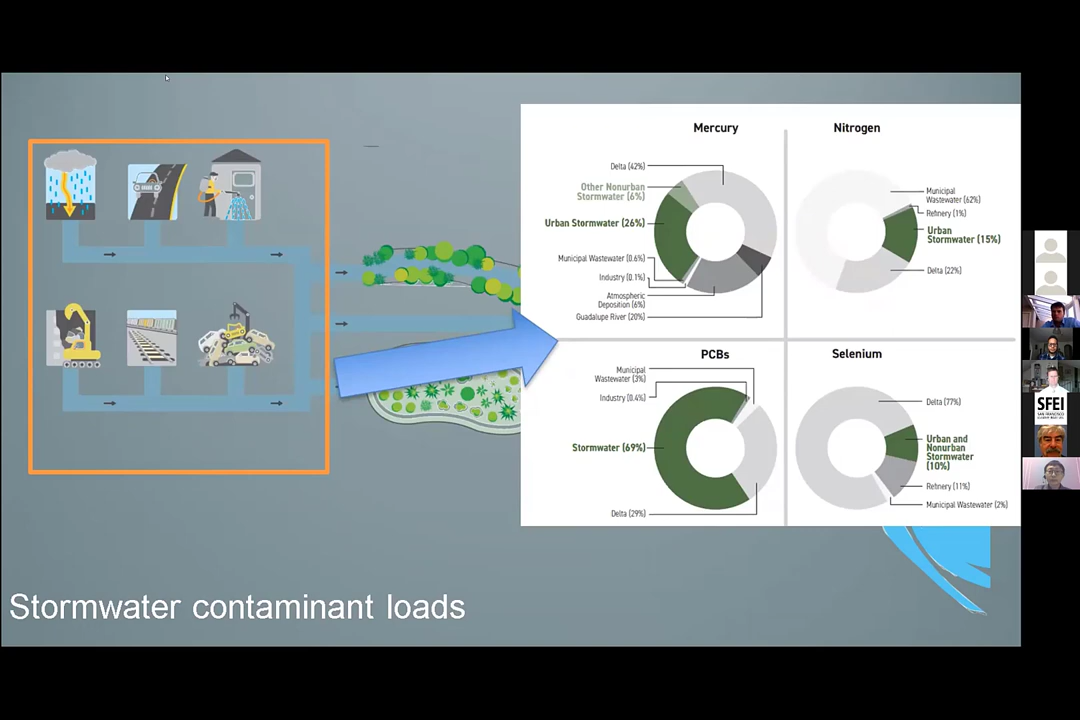 Mercury
Delta (42%)
Other Nonurban
Stormwater (6%)
Urban Stormwater (26%)
Municipal Wastewater (0.6%)
Industry (0.1%)
Atmospheric
Deposition (6%)
Guadalupe River (20%)
Nitrogen
Municipal
Wastewater (62%)
Refinery (1%)
Urban
Stormwater (15%)
Delta (22%)
PCBs
Municipal
Wastewater (3%)
Industry (0.4%)
Stormwater (69%)
Delta (29%)
Selenium
Delta (77%)
Urban and
Nonurban
Stormwater
(10%)
Refinery (11%)
Municipal Wastewater (2%)
Stormwater contaminant loads
SFEI